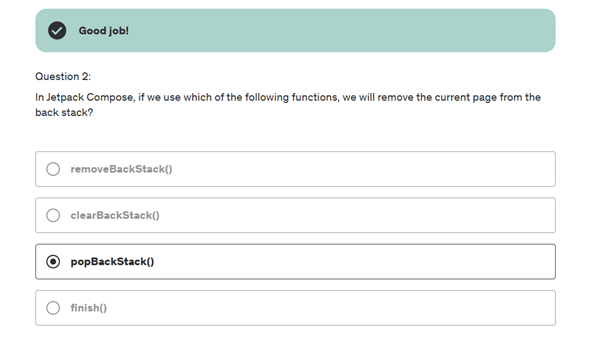 Good job!
Question 2:
In Jetpack Compose, if we use which of the following functions, we will remove the current page from the
back stack?
removeBackStack()
clearBackStack()
popBackStack()
finish()